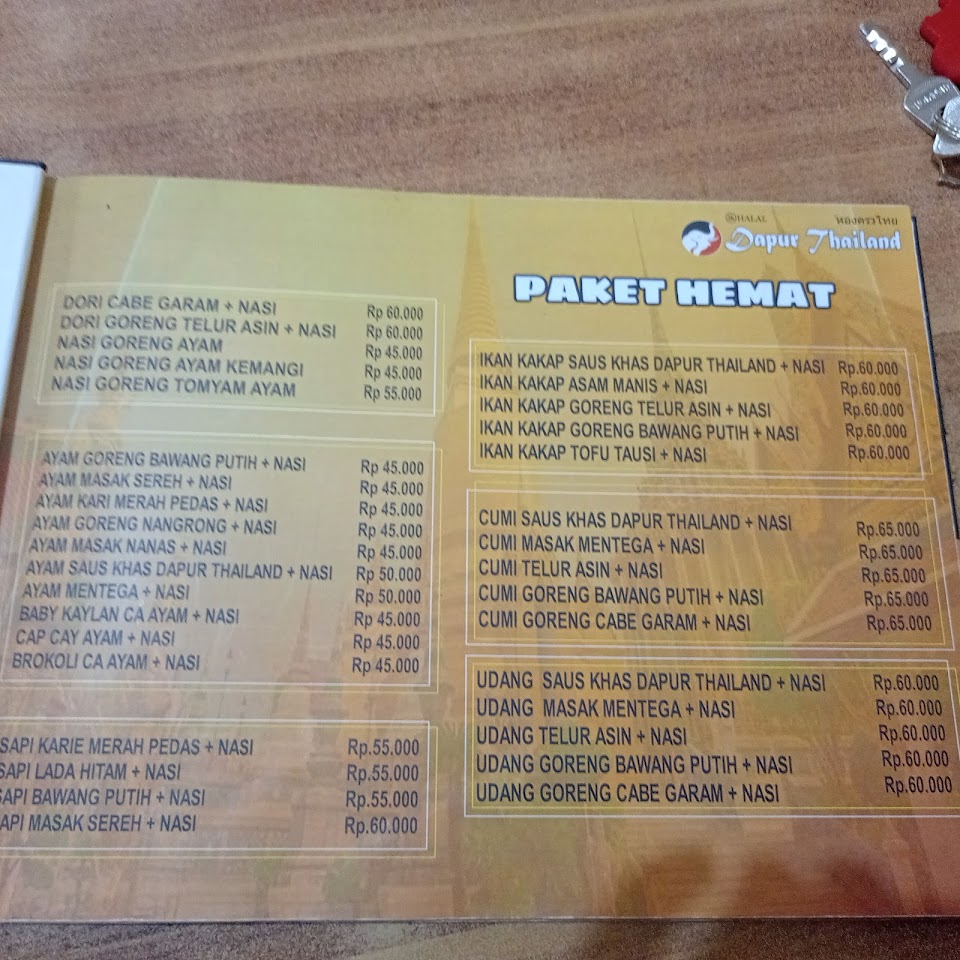 HALAL
ทองครัวไทย
Dapur Thailand
PAKET HEMAT
DORI CABE GARAM + NASI Rp 60.000
DORI GORENG TELUR ASIN + NASI Rp 60.000
NASI GORENG AYAM Rp 45.000
NASI GORENG AYAM KEMANGI Rp 45.000
NASI GORENG TOMYAM AYAM Rp 55.000
AYAM GORENG BAWANG PUTIH + NASI Rp 45.000
AYAM MASAK SEREH + NASI Rp 45.000
AYAM KARI MERAH PEDAS + NASI Rp 45.000
AYAM GORENG NANGRONG + NASI Rp 45.000
AYAM MASAK NANAS + NASI Rp 45.000
AYAM SAUS KHAS DAPUR THAILAND + NASI Rp 50.000
AYAM MENTEGA + NASI Rp 50.000
BABY KAYLAN CA AYAM + NASI Rp 45.000
CAP CAY AYAM + NASI Rp 45.000
BROKOLI CA AYAM + NASI Rp 45.000
SAPI KARIE MERAH PEDAS + NASI Rp.55.000
SAPI LADA HITAM + NASI Rp.55.000
SAPI BAWANG PUTIH + NASI Rp.55.000
API MASAK SEREH + NASI Rp.60.000
IKAN KAKAP SAUS KHAS DAPUR THAILAND + NASI Rp.60.000
IKAN KAKAP ASAM MANIS + NASI Rp.60.000
IKAN KAKAP GORENG TELUR ASIN + NASI Rp.60.000
IKAN KAKAP GORENG BAWANG PUTIH + NASI Rp.60.000
IKAN KAKAP TOFU TAUSI + NASI Rp.60.000
CUMI SAUS KHAS DAPUR THAILAND + NASI Rp.65.000
CUMI MASAK MENTEGA + NASI Rp.65.000
CUMI TELUR ASIN + NASI Rp.65.000
CUMI GORENG BAWANG PUTIH + NASI Rp.65.000
CUMI GORENG CABE GARAM + NASI Rp.65.000
UDANG SAUS KHAS DAPUR THAILAND + NASI Rp.60.000
UDANG MASAK MENTEGA + NASI Rp.60.000
UDANG TELUR ASIN + NASI Rp.60.000
UDANG GORENG BAWANG PUTIH + NASI Rp.60.000
UDANG GORENG CABE GARAM + NASI Rp.60.000